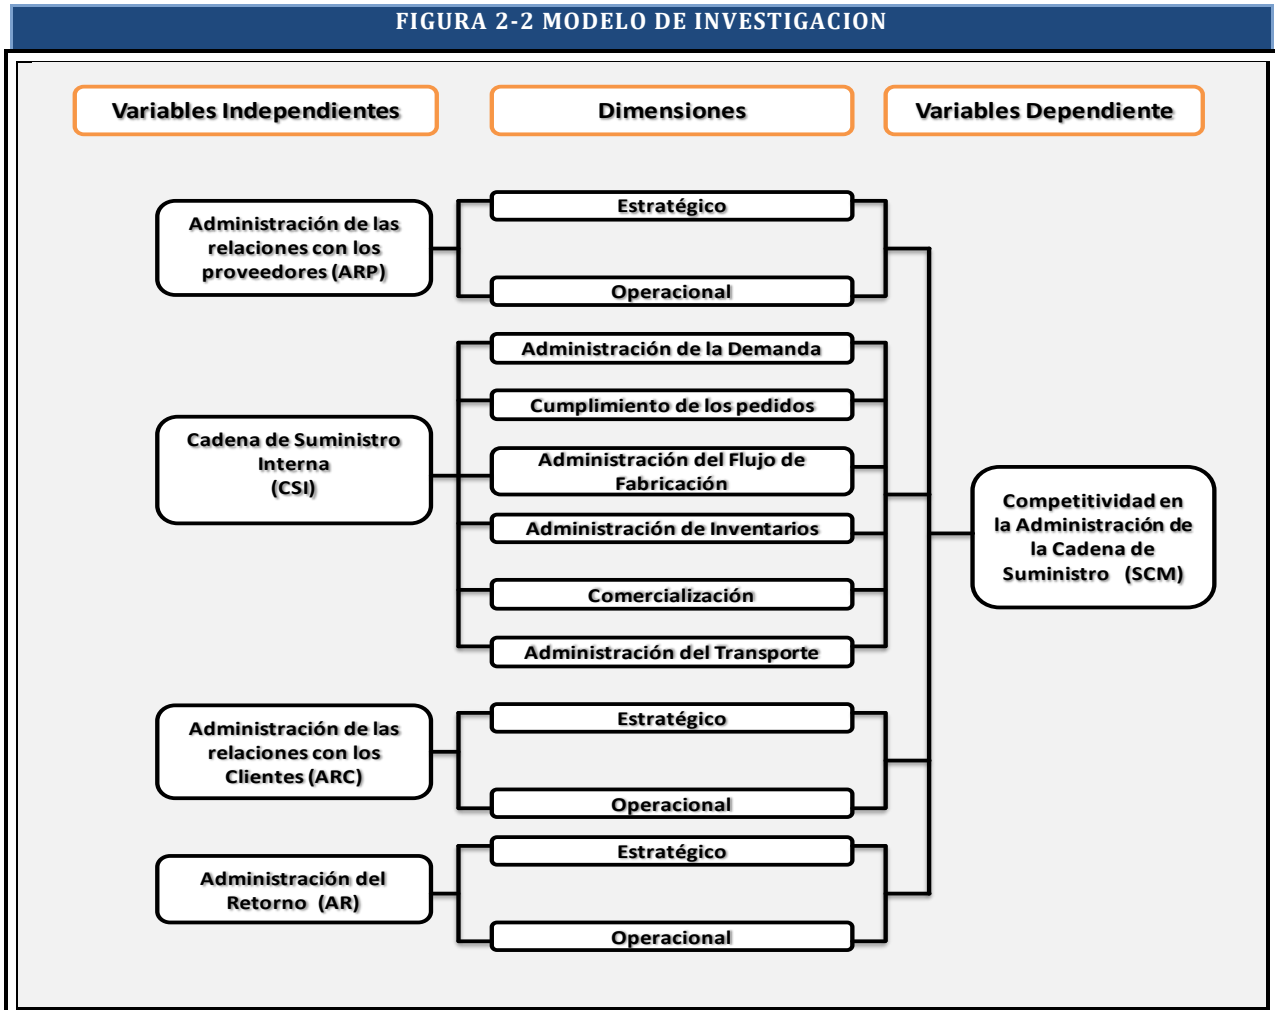 FIGURA 2-2 MODELO DE INVESTIGACION
Variables Independientes
Dimensiones
Variables Dependiente
Administración de las
relaciones con los
proveedores (ARP)
Estratégico
Operacional
Cadena de Suministro
Interna
(CSI)
Administración de la Demanda
Cumplimiento de los pedidos
Administración del Flujo de
Fabricación
Administración de Inventarios
Comercialización
Administración del Transporte
Administración de las
relaciones con los
Clientes (ARC)
Estratégico
Operacional
Administración del
Retorno (AR)
Estratégico
Operacional
Competitividad en
la Administración de
la Cadena de
Suministro (SCM)